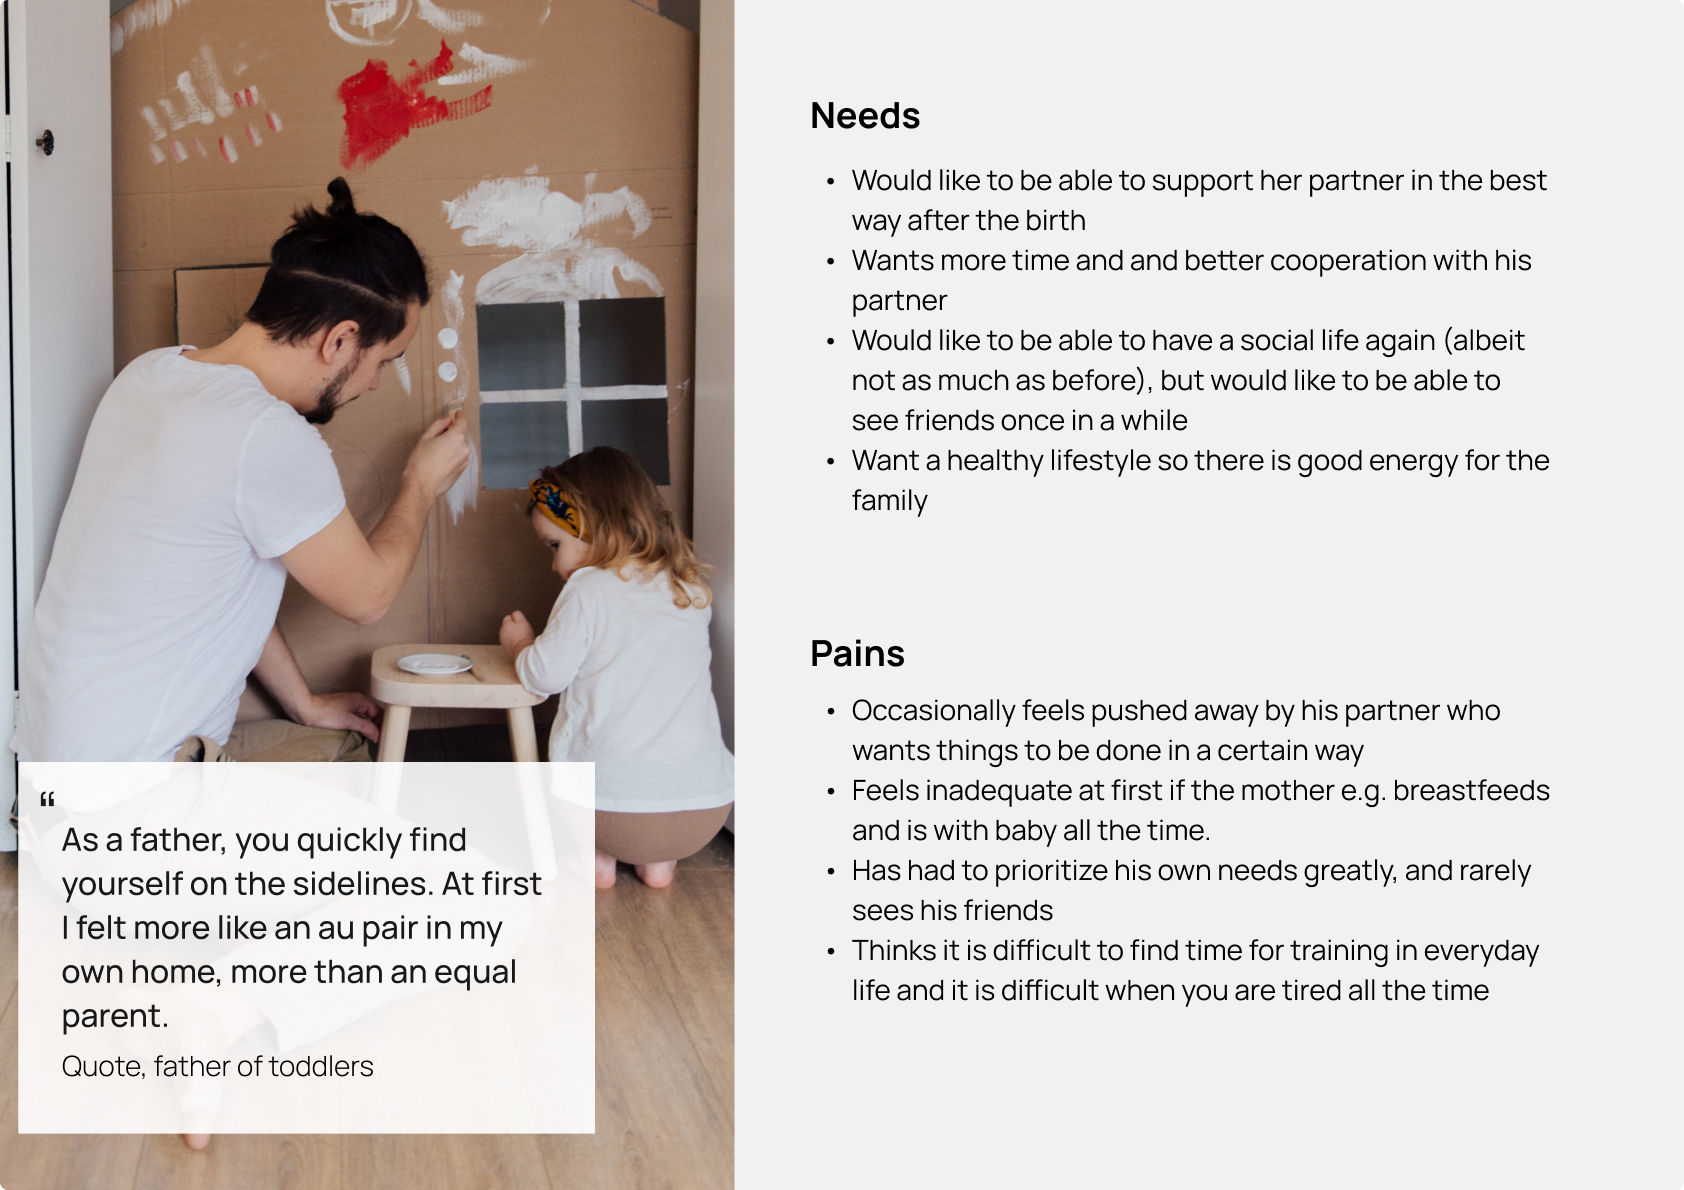 “
As a father, you quickly find
yourself on the sidelines. At first
I felt more like an au pair in my
own home, more than an equal
parent.
Quote, father of toddlers
Needs
• Would like to be able to support her partner in the best
way after the birth
• Wants more time and and better cooperation with his
partner
• Would like to be able to have a social life again (albeit
not as much as before), but would like to be able to
see friends once in a while
• Want a healthy lifestyle so there is good energy for the
family
Pains
• Occasionally feels pushed away by his partner who
wants things to be done in a certain way
• Feels inadequate at first if the mother e.g. breastfeeds
and is with baby all the time.
• Has had to prioritize his own needs greatly, and rarely
sees his friends
• Thinks it is difficult to find time for training in everyday
life and it is difficult when you are tired all the time